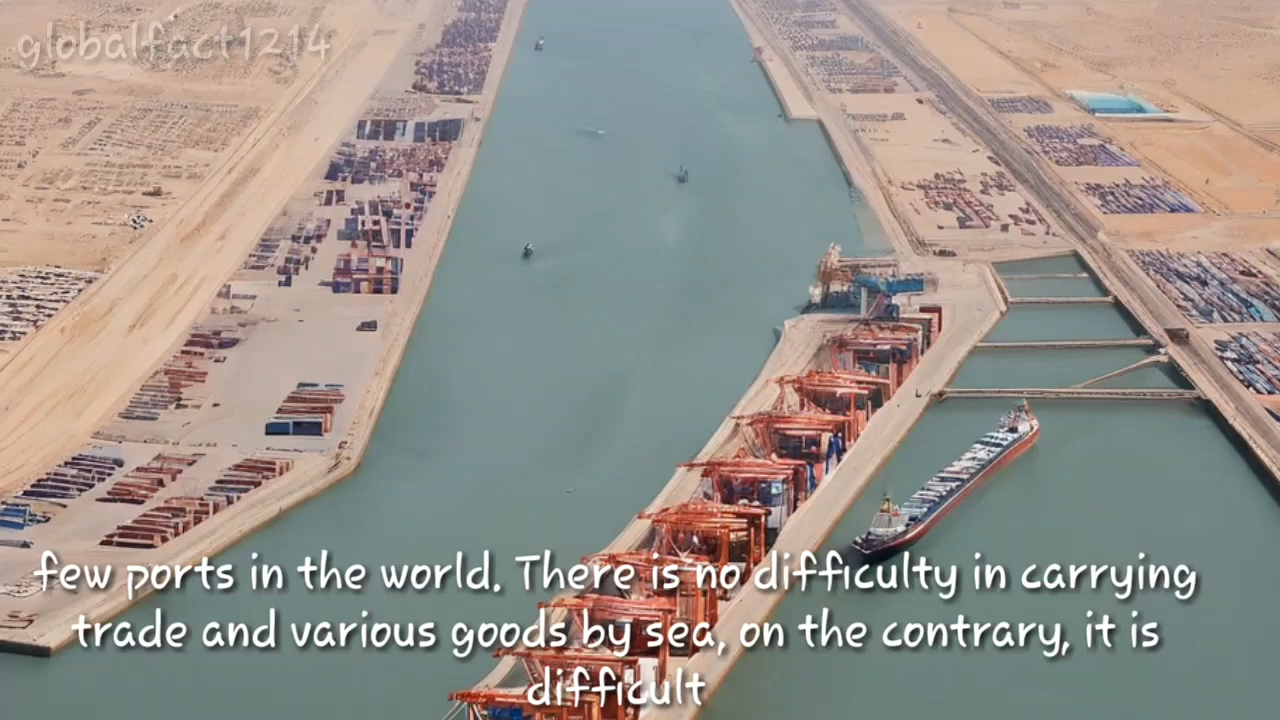 globalfact1214
few ports in the world. There is no difficulty in carrying
trade and various goods by sea, on the contrary, it is
difficult